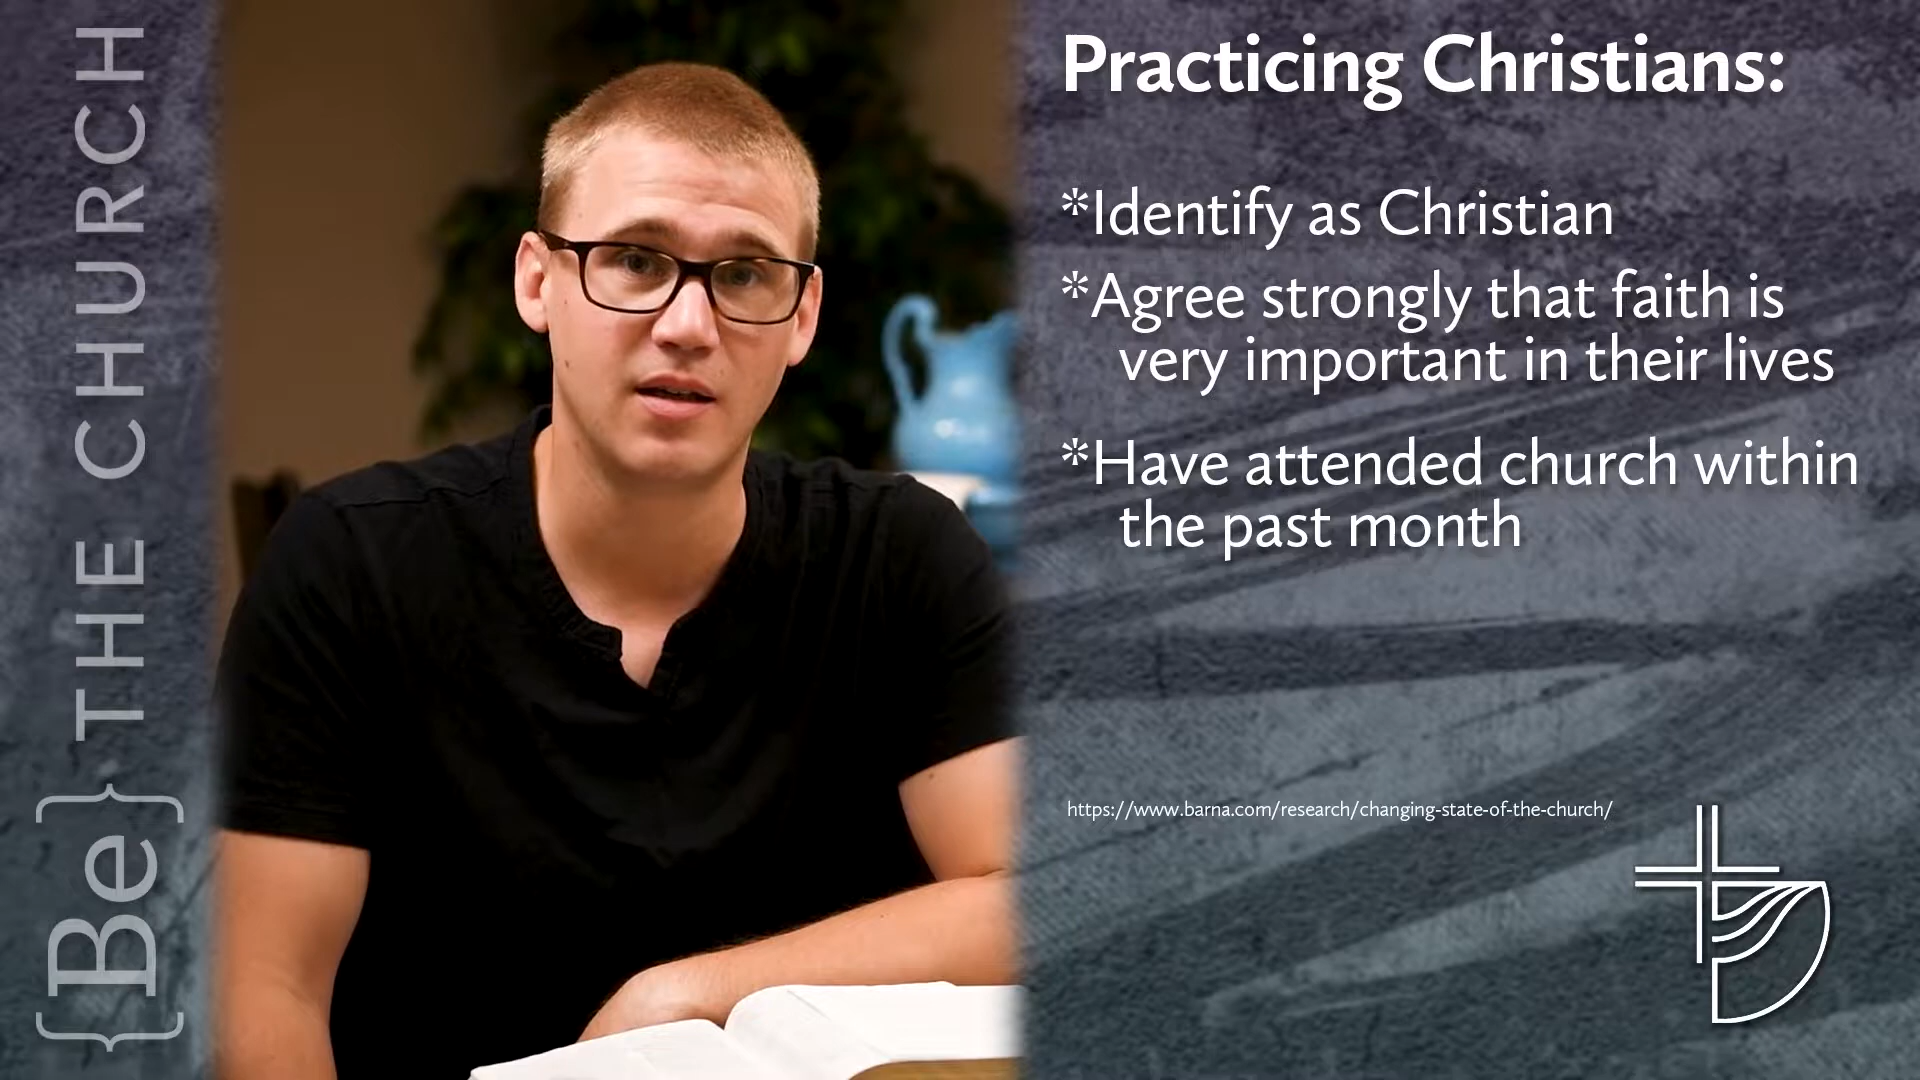 {Be} THE CHURCH
Practicing Christians:
*Identify as Christian
*Agree strongly that faith is
very important in their lives
*Have attended church within
the past month
https://www.barna.com/research/changing-state-of-the-church/